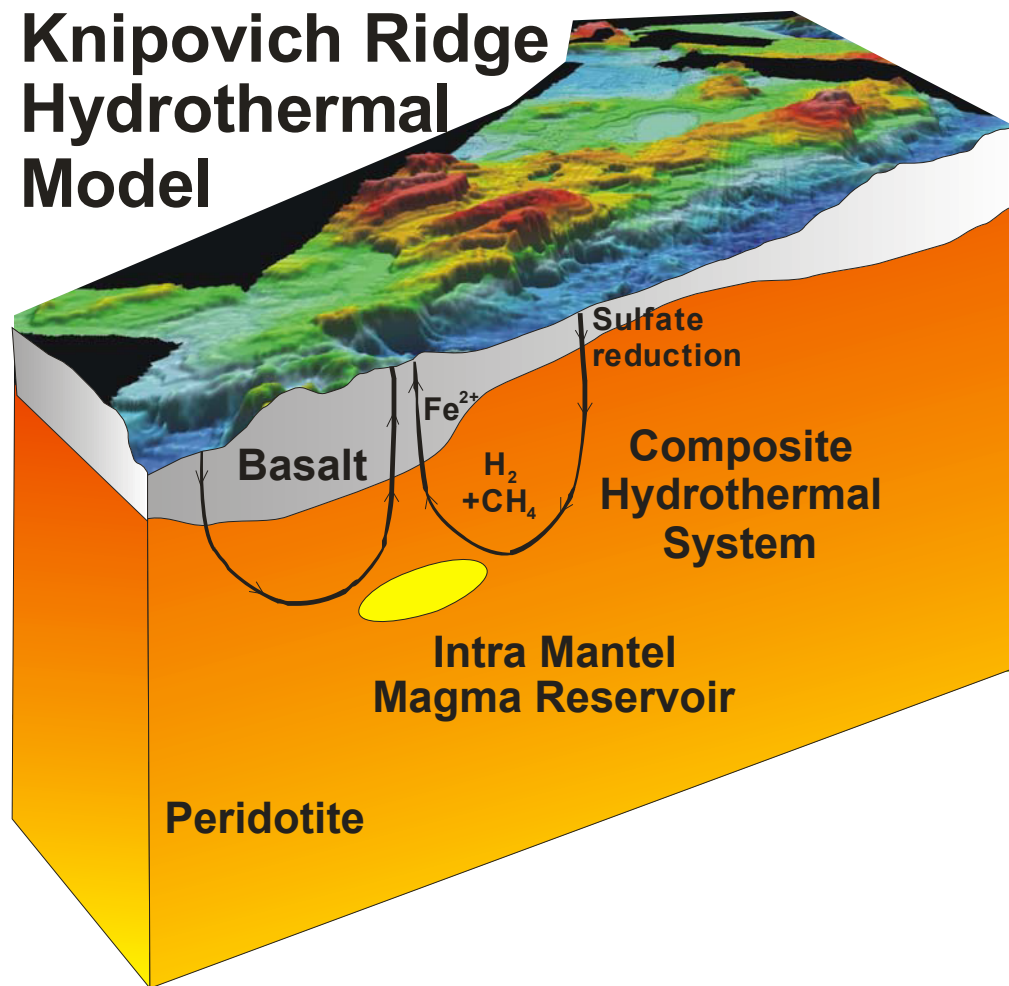 Knipovich Ridge
Hydrothermal
Model
Sulfate
reduction
Fe²⁺
Basalt
H₂
+CH₄
Composite
Hydrothermal
System
Intra Mantel
Magma Reservoir
Peridotite